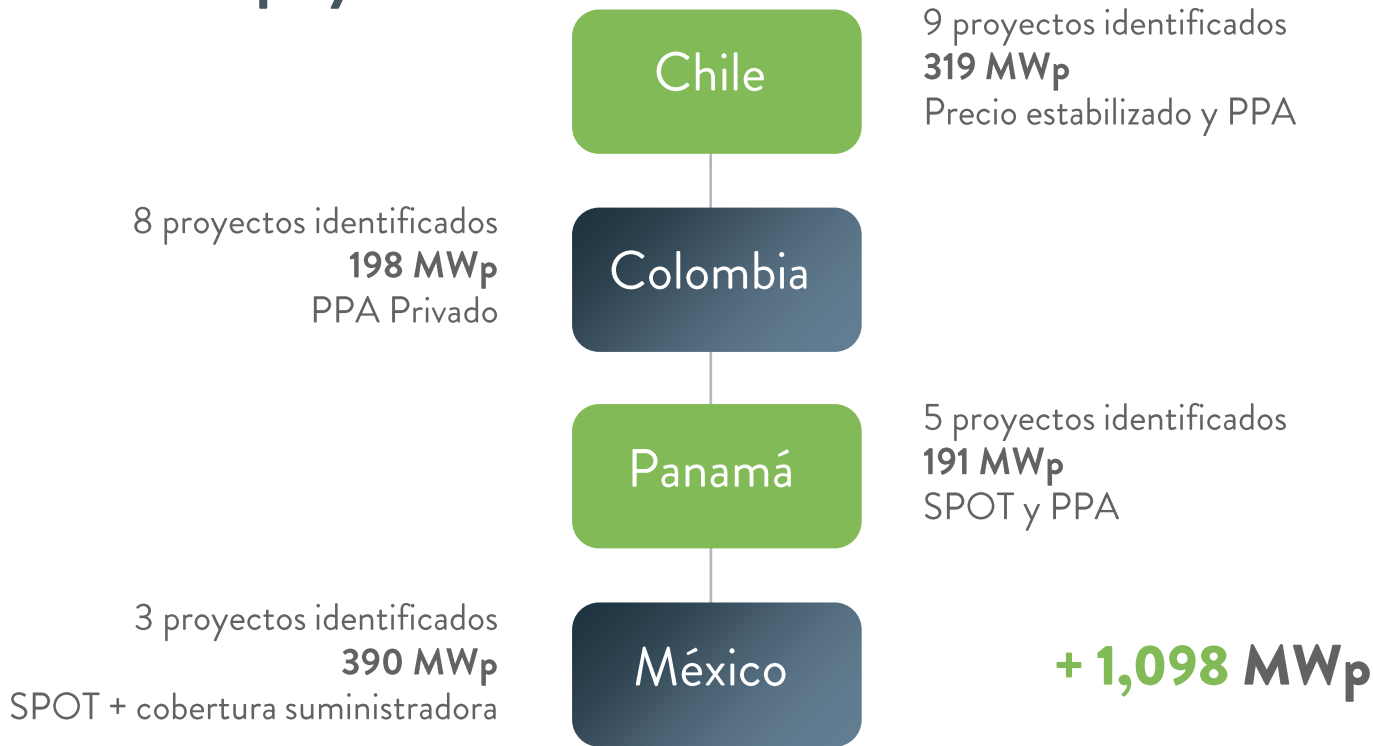 Chile
9 proyectos identificados
319 MWp
Precio estabilizado y PPA
8 proyectos identificados
198 MWp
PPA Privado
Colombia
Panamá
5 proyectos identificados
191 MWp
SPOT y PPA
3 proyectos identificados
390 MWp
SPOT + cobertura suministradora
México
+ 1,098 MWp